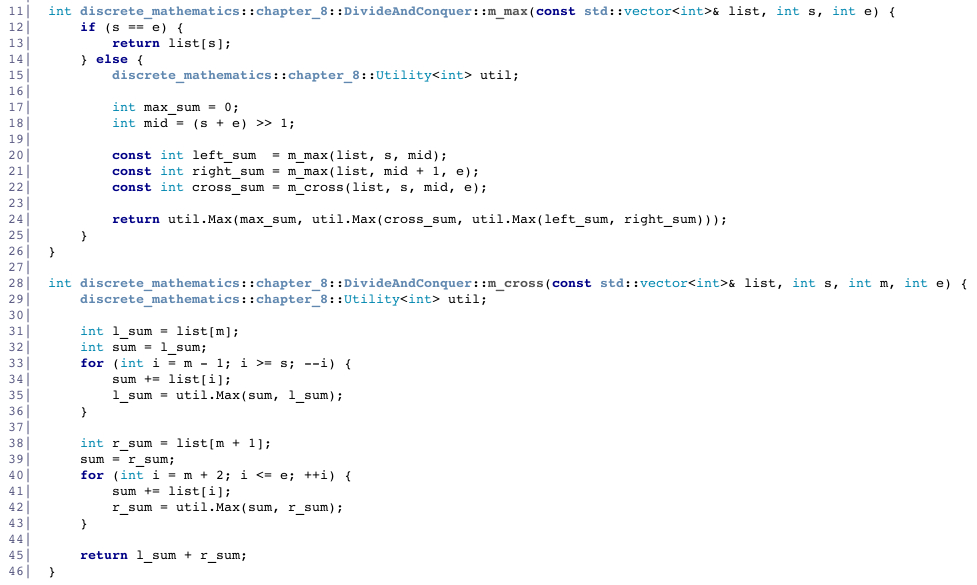 11| int discrete_mathematics::chapter_8::DivideAndConquer::m_max(const std::vector<int>& list, int s, int e) {
12|     if (s == e) {
13|         return list[s];
14|     } else {
15|         discrete_mathematics::chapter_8::Utility<int> util;
16|
17|         int max_sum = 0;
18|         int mid = (s + e) >> 1;
19|
20|         const int left_sum  = m_max(list, s, mid);
21|         const int right_sum = m_max(list, mid + 1, e);
22|         const int cross_sum = m_cross(list, s, mid, e);
23|
24|         return util.Max(max_sum, util.Max(cross_sum, util.Max(left_sum, right_sum)));
25|     }
26| }
27|
28| int discrete_mathematics::chapter_8::DivideAndConquer::m_cross(const std::vector<int>& list, int s, int m, int e) {
29|     discrete_mathematics::chapter_8::Utility<int> util;
30|
31|     int l_sum = list[m];
32|     int sum = l_sum;
33|     for (int i = m - 1; i >= s; --i) {
34|         sum += list[i];
35|         l_sum = util.Max(sum, l_sum);
36|     }
37|
38|     int r_sum = list[m + 1];
39|     sum = r_sum;
40|     for (int i = m + 2; i <= e; ++i) {
41|         sum += list[i];
42|         r_sum = util.Max(sum, r_sum);
43|     }
44|
45|     return l_sum + r_sum;
46| }